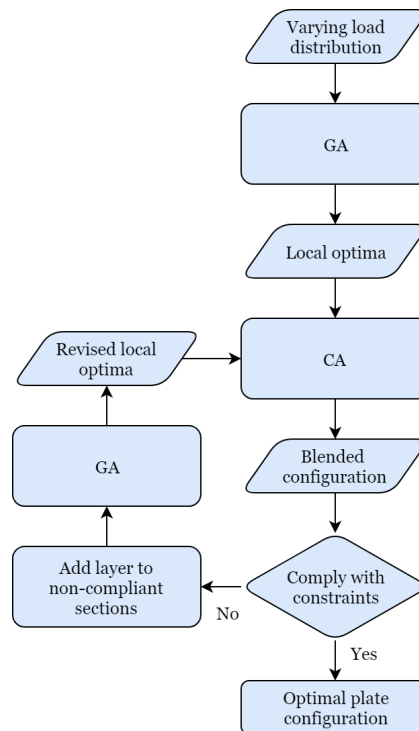 Varying load
distribution
GA
Local optima
Revised local
optima
CA
GA
Blended
configuration
Add layer to
non-compliant
sections
No
Comply with
constraints
Yes
Optimal plate
configuration